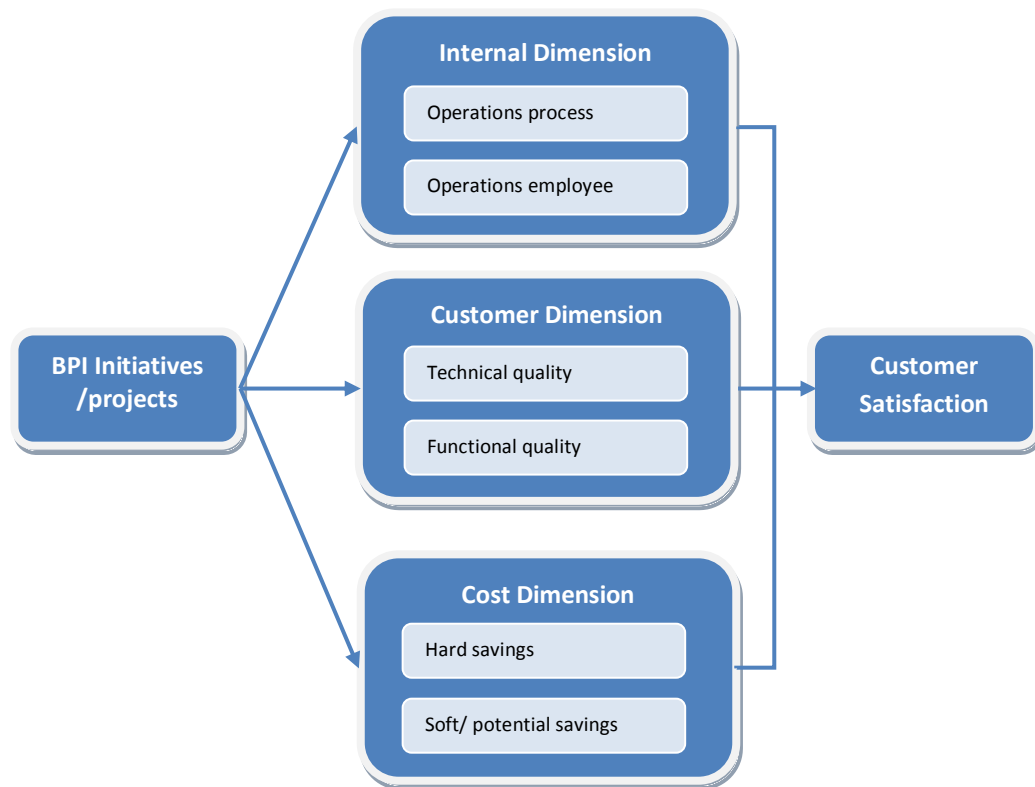 BPI Initiatives
/projects
Internal Dimension
Operations process
Operations employee
Customer Dimension
Technical quality
Functional quality
Cost Dimension
Hard savings
Soft/ potential savings
Customer
Satisfaction